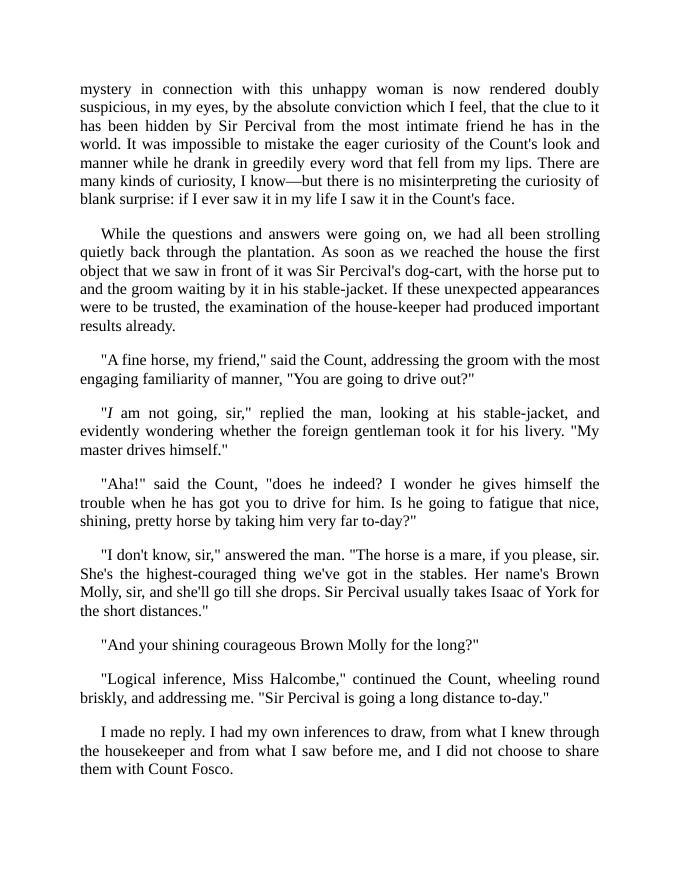 mystery in connection with this unhappy woman is now rendered doubly
suspicious, in my eyes, by the absolute conviction which I feel, that the clue to it
has been hidden by Sir Percival from the most intimate friend he has in the
world. It was impossible to mistake the eager curiosity of the Count's look and
manner while he drank in greedily every word that fell from my lips. There are
many kinds of curiosity, I know—but there is no misinterpreting the curiosity of
blank surprise: if I ever saw it in my life I saw it in the Count's face.
While the questions and answers were going on, we had all been strolling
quietly back through the plantation. As soon as we reached the house the first
object that we saw in front of it was Sir Percival's dog-cart, with the horse put to
and the groom waiting by it in his stable-jacket. If these unexpected appearances
were to be trusted, the examination of the house-keeper had produced important
results already.
"A fine horse, my friend," said the Count, addressing the groom with the most
engaging familiarity of manner, "You are going to drive out?"
"I am not going, sir," replied the man, looking at his stable-jacket, and
evidently wondering whether the foreign gentleman took it for his livery. "My
master drives himself."
"Aha!" said the Count, "does he indeed? I wonder he gives himself the
trouble when he has got you to drive for him. Is he going to fatigue that nice,
shining, pretty horse by taking him very far to-day?"
"I don't know, sir," answered the man. "The horse is a mare, if you please, sir.
She's the highest-couraged thing we've got in the stables. Her name's Brown
Molly, sir, and she'll go till she drops. Sir Percival usually takes Isaac of York for
the short distances."
"And your shining courageous Brown Molly for the long?"
"Logical inference, Miss Halcombe," continued the Count, wheeling round
briskly, and addressing me. "Sir Percival is going a long distance to-day."
I made no reply. I had my own inferences to draw, from what I knew through
the housekeeper and from what I saw before me, and I did not choose to share
them with Count Fosco.